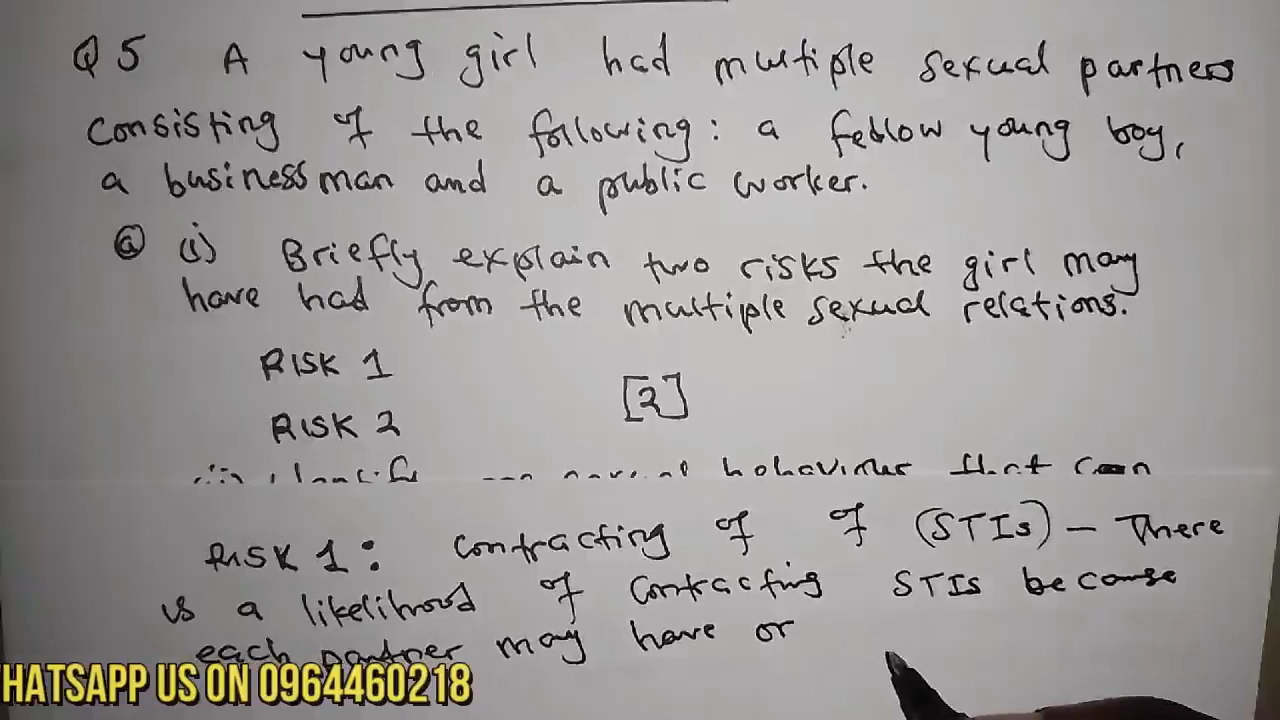 Q5 A young girl had multiple sexual partners
consisting of the following: a fellow young boy,
a businessman and a public worker.
@ (i) Briefly explain two risks the girl may
have had from the multiple sexual relations.
RISK 1
[2]
RISK 2
behaviour that can
RISK 1: Contracting of of (STIs) - There
is a likelihood of contracting STIs because
each partner may have or
HATSAPP US ON 0964460218